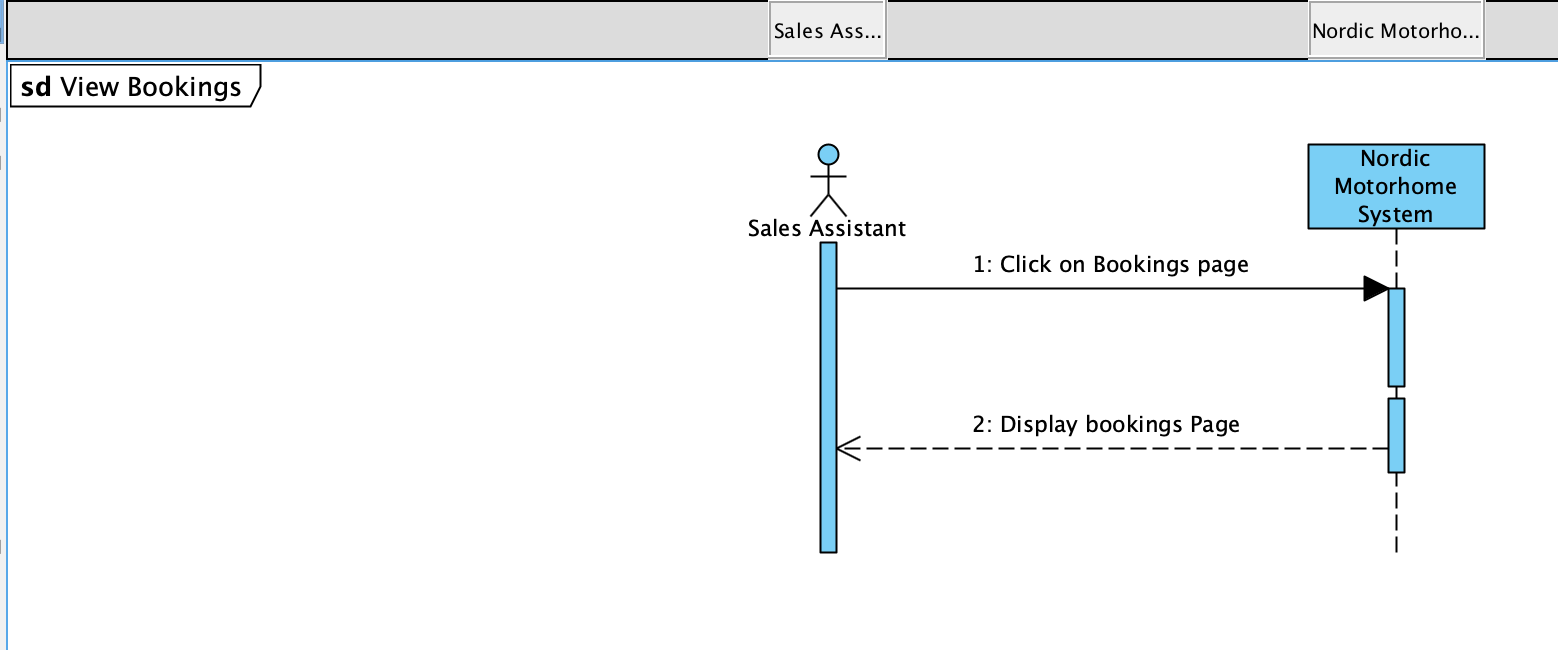 Sales Ass...
Nordic Motorho...
sd View Bookings
Sales Assistant
Nordic
Motorhome
System
1: Click on Bookings page
2: Display bookings Page